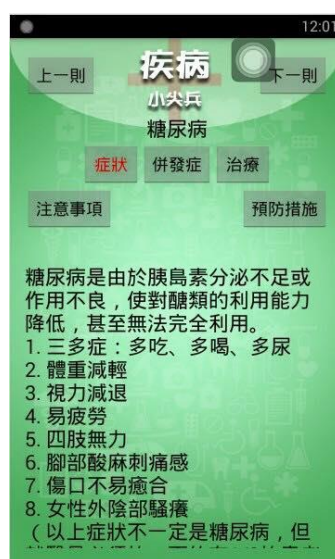 12:01
上一則
疾病
下一則
小尖兵
糖尿病
症狀 併發症 治療
注意事項 預防措施
糖尿病是由於胰島素分泌不足或
作用不良，使對醣類的利用能力
降低，甚至無法完全利用。
1. 三多症：多吃、多喝、多尿
2. 體重減輕
3. 視力減退
4. 易疲勞
5. 四肢無力
6. 腳部酸麻刺痛感
7. 傷口不易癒合
8. 女性外陰部騷癢
（以上症狀不一定是糖尿病，但